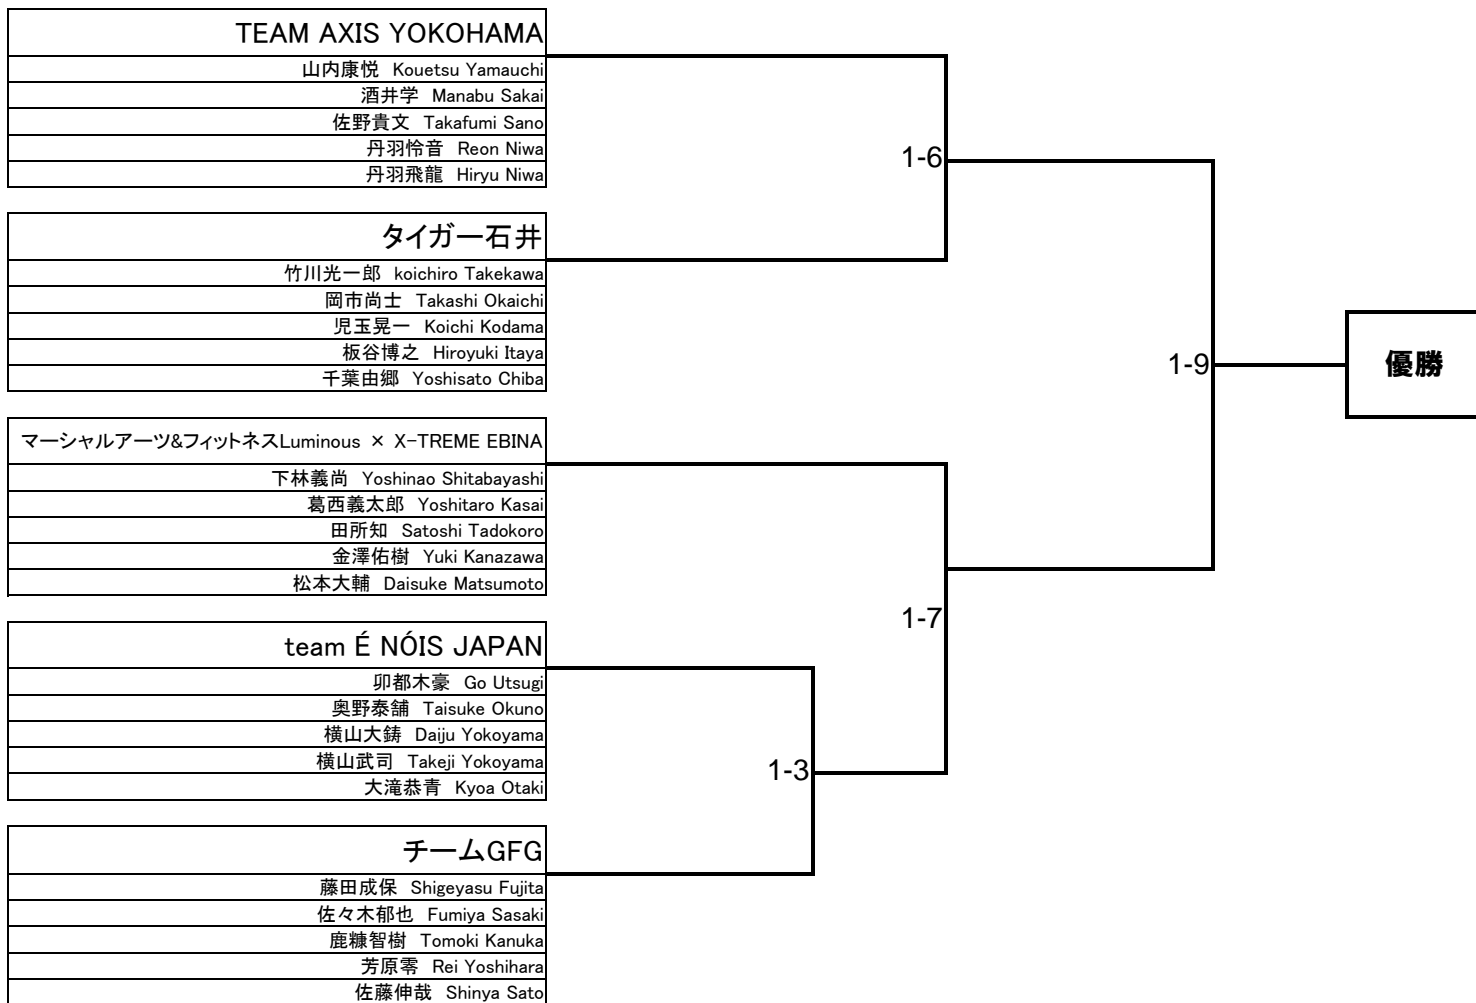 TEAM AXIS YOKOHAMA
山内康悦 Kouetsu Yamauchi
酒井学 Manabu Sakai
佐野貴文 Takafumi Sano
丹羽怜音 Reon Niwa
丹羽飛龍 Hiryu Niwa
1-6
タイガー石井
竹川光一郎 koichiro Takekawa
岡市尚士 Takashi Okaichi
児玉晃一 Koichi Kodama
板谷博之 Hiroyuki Itaya
千葉由郷 Yoshisato Chiba
1-9
優勝
マーシャルアーツ&フィットネスLuminous × X-TREME EBINA
下林義尚 Yoshinao Shitabayashi
葛西義太郎 Yoshitaro Kasai
田所知 Satoshi Tadokoro
金澤佑樹 Yuki Kanazawa
松本大輔 Daisuke Matsumoto
1-7
team É NÓIS JAPAN
卯都木豪 Go Utsugi
奥野泰舗 Taisuke Okuno
横山大鋳 Daiju Yokoyama
横山武司 Takeji Yokoyama
大滝恭青 Kyoa Otaki
1-3
チームGFG
藤田成保 Shigeyasu Fujita
佐々木郁也 Fumiya Sasaki
鹿糠智樹 Tomoki Kanuka
芳原零 Rei Yoshihara
佐藤伸哉 Shinya Sato